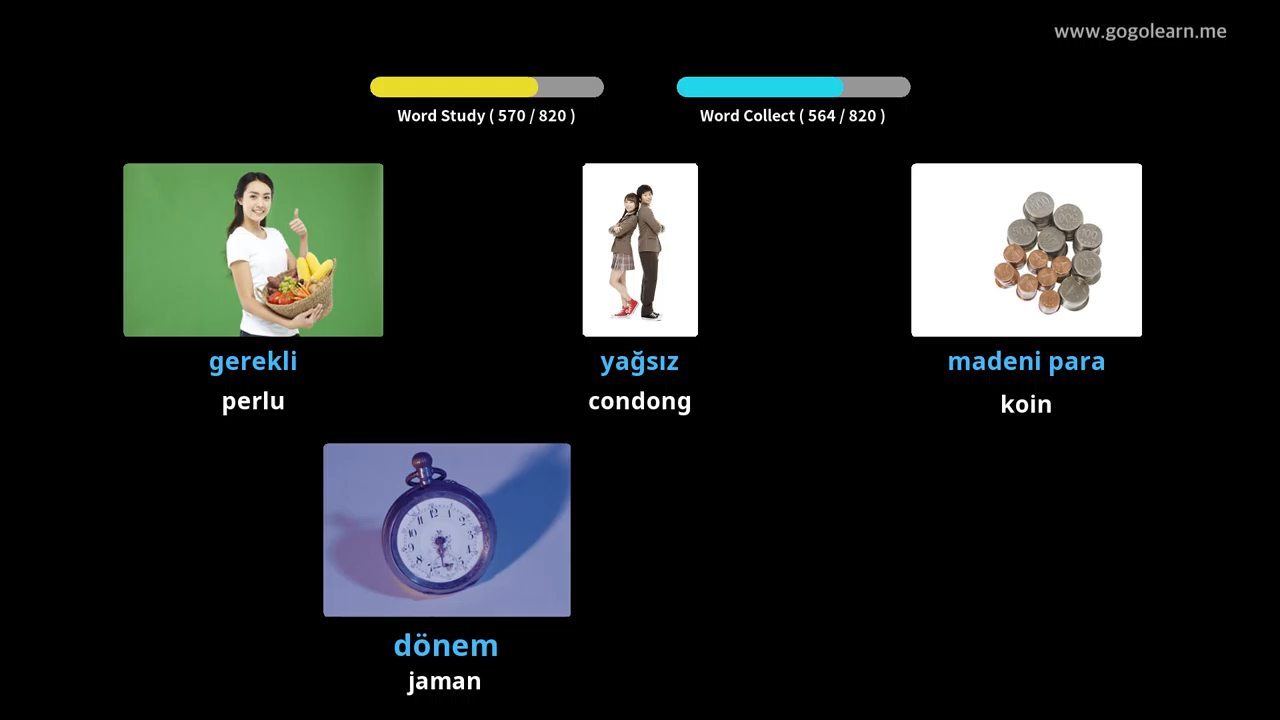 www.gogolearn.me
Word Study ( 570 / 820 )
Word Collect ( 564 / 820 )
gerekli
perlu
yağsız
condong
madeni para
koin
dönem
jaman